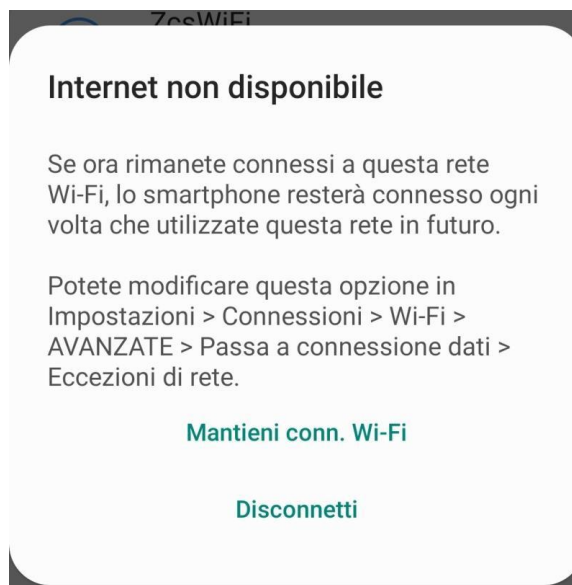 ZcsWiFi
Internet non disponibile
Se ora rimanete connessi a questa rete
Wi-Fi, lo smartphone resterà connesso ogni
volta che utilizzate questa rete in futuro.
Potete modificare questa opzione in
Impostazioni > Connessioni > Wi-Fi >
AVANZATE > Passa a connessione dati >
Eccezioni di rete.
Mantieni conn. Wi-Fi
Disconnetti